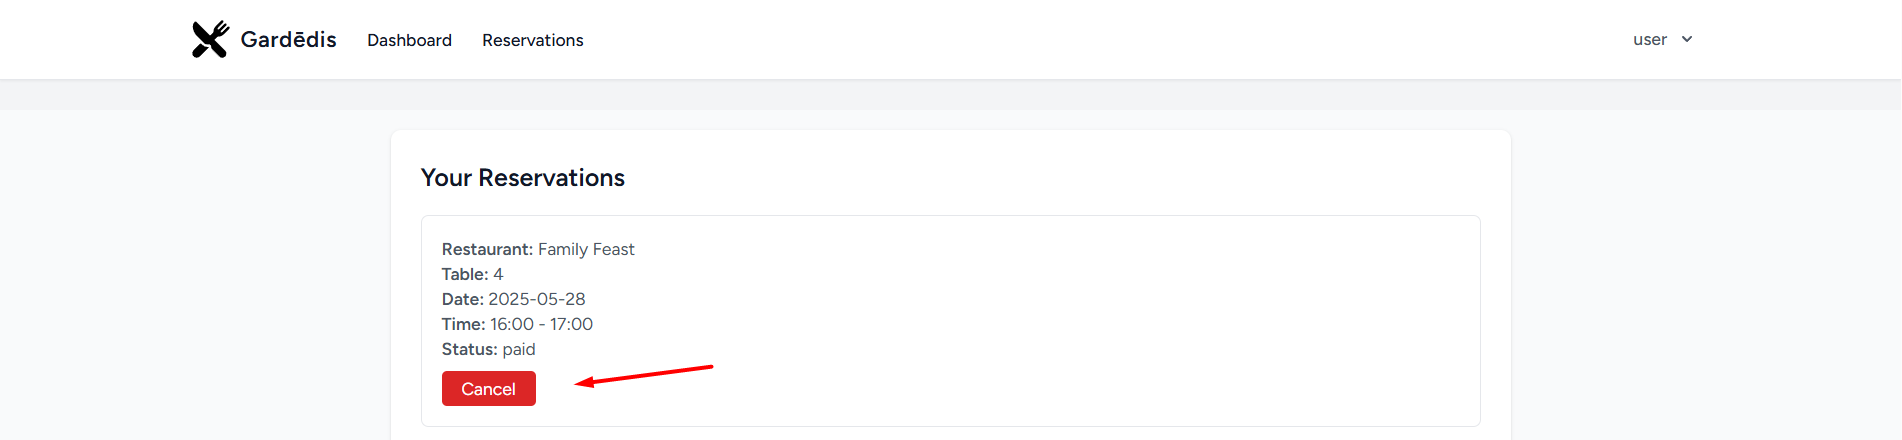 Gardēdis Dashboard Reservations user
Your Reservations
Restaurant: Family Feast
Table: 4
Date: 2025-05-28
Time: 16:00 - 17:00
Status: paid
Cancel